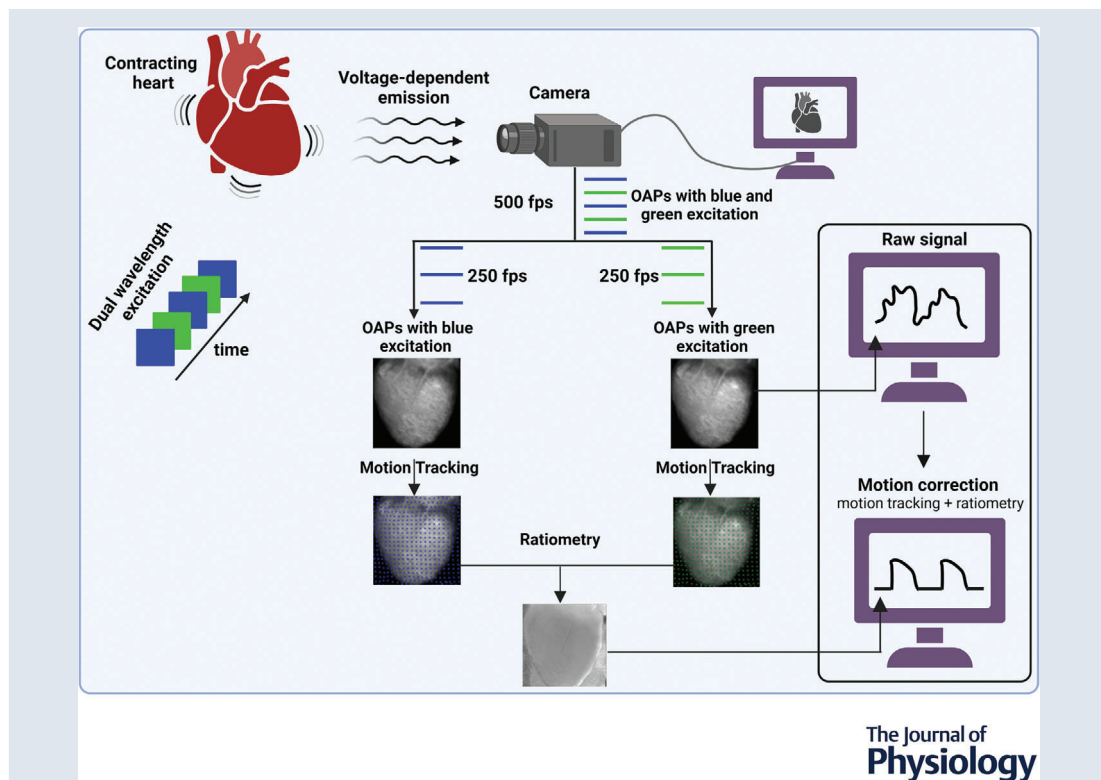 Contracting
heart
Voltage-dependent
emission
Camera
500 fps
OAPs with blue and
green excitation
Dual wavelength
excitation
time
250 fps
250 fps
OAPs with blue
excitation
OAPs with green
excitation
Motion Tracking
Motion Tracking
Ratiometry
Raw signal
Motion correction
motion tracking + ratiometry
The Journal of
Physiology